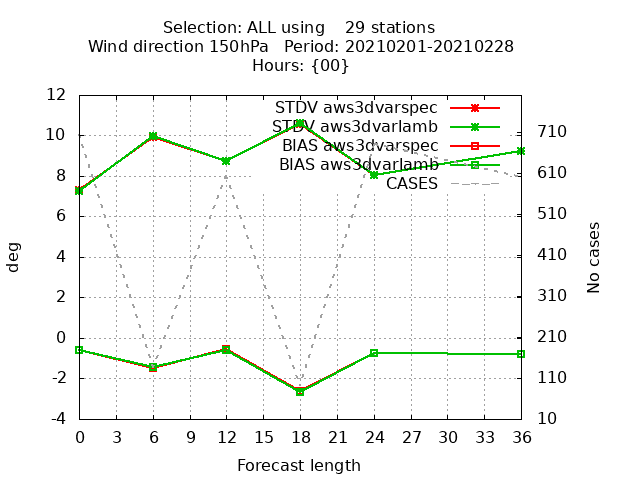 Selection: ALL using 29 stations
Wind direction 150hPa Period: 20210201-20210228
Hours: {00}
STDV aws3dvarspec
STDV aws3dvarlamb
BIAS aws3dvarspec
BIAS aws3dvarlamb
CASES
12
10
8
6
4
2
0
-2
-4
deg
710
610
510
410
310
210
110
10
No cases
0 3 6 9 12 15 18 21 24 27 30 33 36
Forecast length